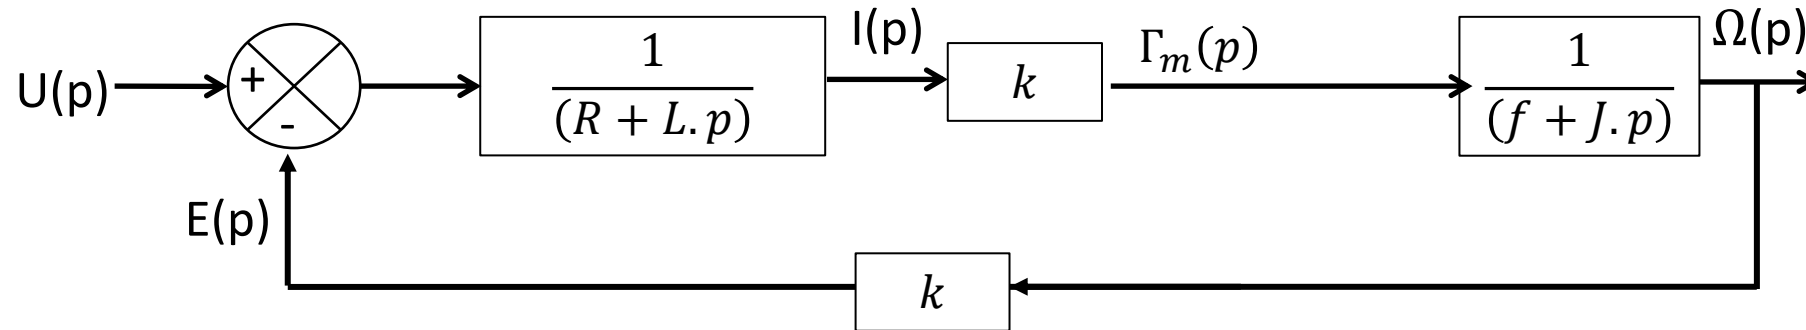 U(p)
+
-
1
(R + L. p)
I(p)
k
Γm(p)
1
(f + J. p)
Ω(p)
E(p)
k